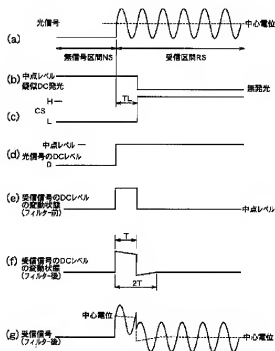 (a) 光信号 中心電位
無信号区間NS 受信区間RS
(b) 中点レベル
疑似DC発光 無発光
TL
H
(c) CS
L
(d) 中点レベル
光信号のDCレベル
0
(e) 受信信号のDCレベル
の変動状態
(フィルター前)
中点レベル
T
(f) 受信信号のDCレベル
の変動状態
(フィルター後)
2T
中心電位
(g) 受信信号
(フィルター後)
中心電位